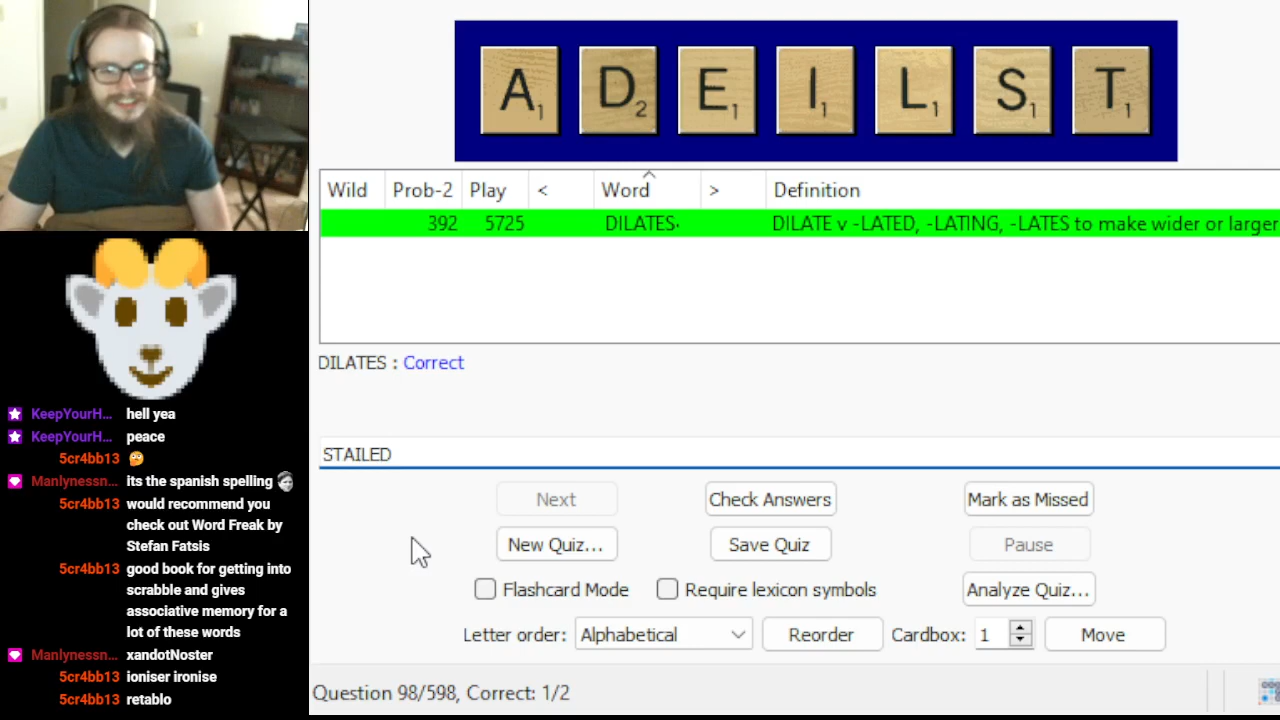 A1 D2 E1 I1 L1 S1 T1
Wild Prob-2 Play < Word > Definition
392 5725 DILATES· DILATE v -LATED, -LATING, -LATES to make wider or larger
DILATES : Correct
STAILED
Next Check Answers Mark as Missed
New Quiz... Save Quiz Pause
Flashcard Mode Require lexicon symbols Analyze Quiz...
Letter order: Alphabetical Reorder Cardbox: 1 Move
Question 98/598, Correct: 1/2
KeepYourH... hell yea
KeepYourH... peace
5cr4bb13
Manlynessn... its the spanish spelling
5cr4bb13 would recommend you
check out Word Freak by
Stefan Fatsis
5cr4bb13 good book for getting into
scrabble and gives
associative memory for a
lot of these words
Manlynessn... xandotNoster
5cr4bb13 ioniser ironise
5cr4bb13 retablo